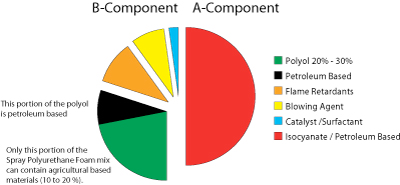 B-Component
A-Component
Polyol 20% - 30%
Petroleum Based
Flame Retardants
Blowing Agent
Catalyst /Surfactant
Isocyanate / Petroleum Based
This portion of the polyol
is petroleum based
Only this portion of the
Spray Polyurethane Foam mix
can contain agricultural based
materials (10 to 20 %).